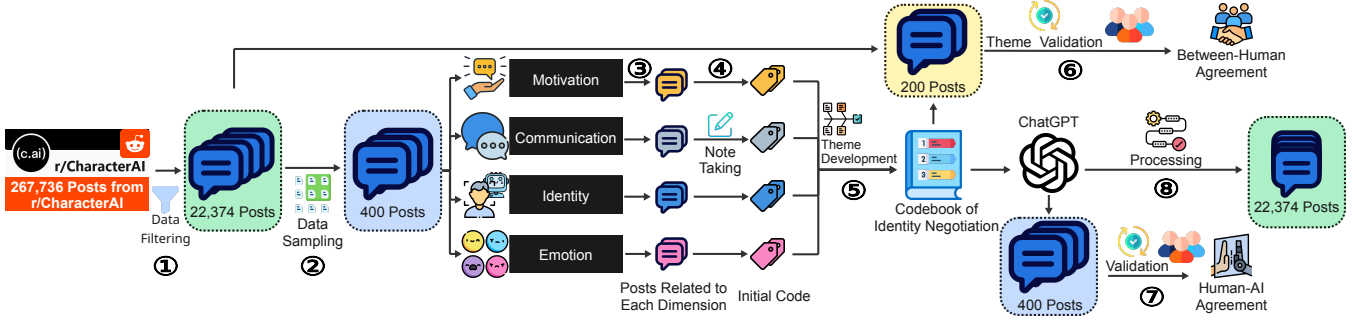 (c.ai)
r/CharacterAI
267,736 Posts from
r/CharacterAI
Data
Filtering
①
22,374 Posts
Data
Sampling
②
400 Posts
Motivation
Communication
Identity
Emotion
③
Posts Related to
Each Dimension
④
Note
Taking
Initial Code
Theme
Development
⑤
200 Posts
Theme Validation
⑥
Between-Human
Agreement
1
2
3
Codebook of
Identity Negotiation
ChatGPT
400 Posts
Validation
⑦
Human-AI
Agreement
Processing
⑧
22,374 Posts